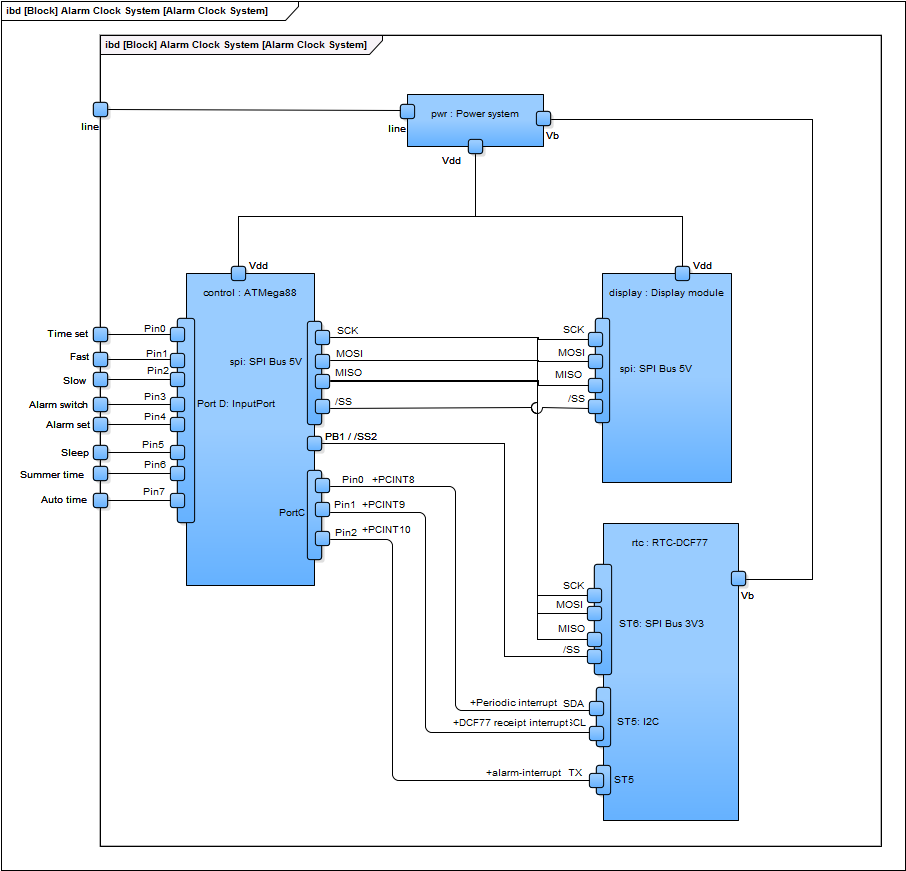 ibd [Block] Alarm Clock System [Alarm Clock System]
ibd [Block] Alarm Clock System [Alarm Clock System]
line
line
pwr : Power system
Vb
Vdd
Vdd
Vdd
control : ATMega88
display : Display module
Time set
Pin0
Fast
Pin1
Slow
Pin2
Alarm switch
Pin3
Alarm set
Pin4
Sleep
Pin5
Summer time
Pin6
Auto time
Pin7
Port D: InputPort
spi: SPI Bus 5V
SCK
MOSI
MISO
/SS
PB1 / /SS2
SCK
MOSI
MISO
/SS
spi: SPI Bus 5V
PortC
Pin0 +PCINT8
Pin1 +PCINT9
Pin2 +PCINT10
rtc : RTC-DCF77
Vb
SCK
MOSI
MISO
/SS
ST6: SPI Bus 3V3
+Periodic interrupt SDA
+DCF77 receipt interrupt
ST5: I2C
+alarm-interrupt TX
ST5